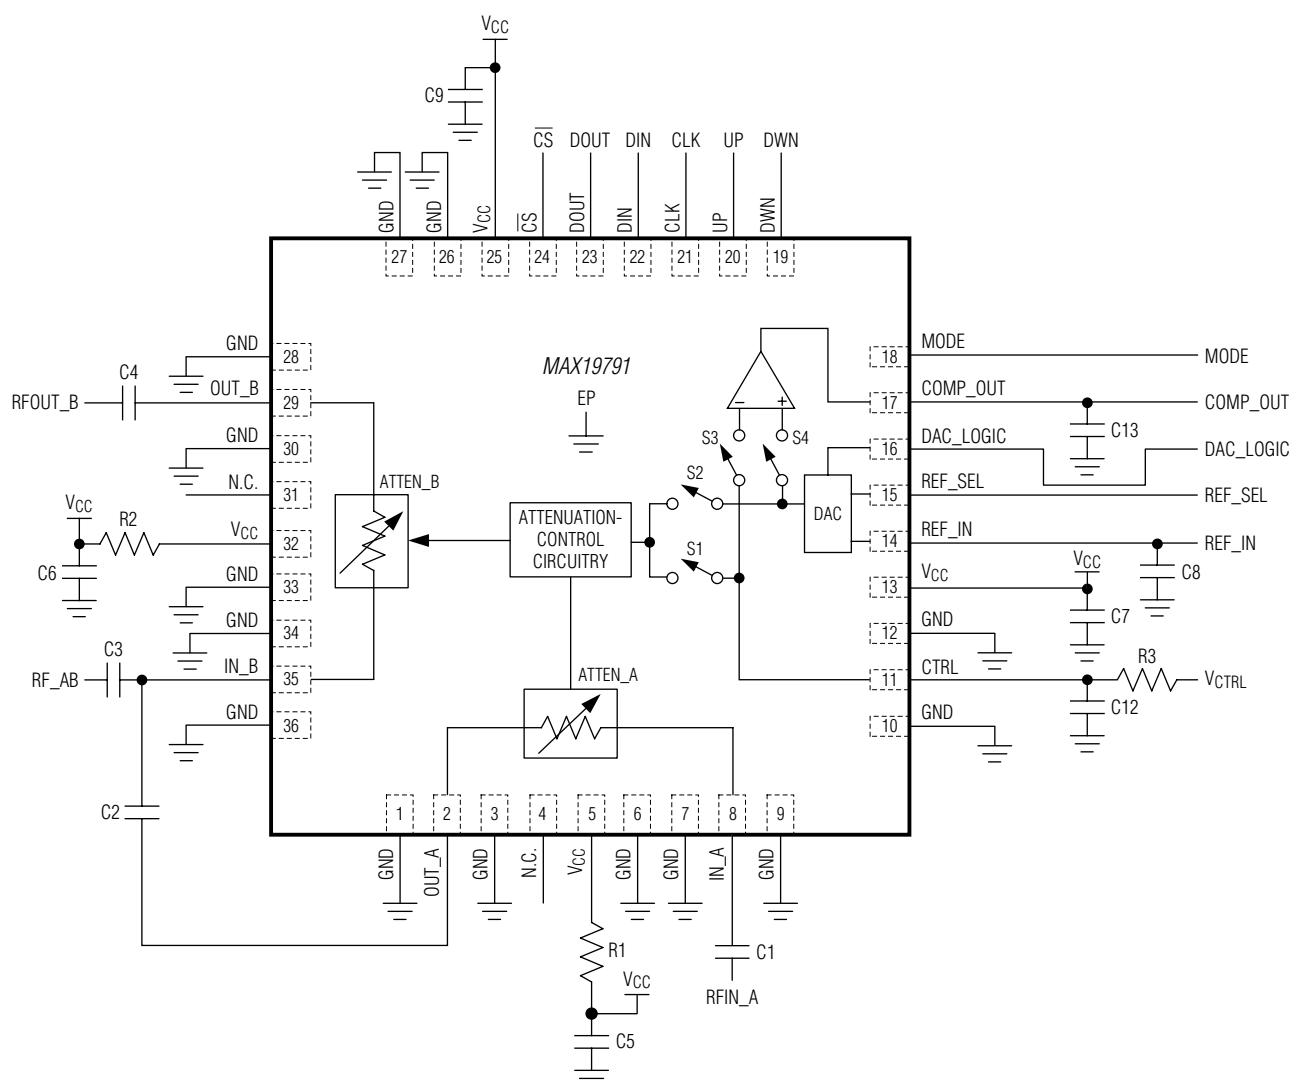 VCC
C9
CS DOUT DIN CLK UP DWN
GND GND VCC CS DOUT DIN CLK UP DWN
27 26 25 24 23 22 21 20 19
GND
28
C4
RFOUT_B
OUT_B
29
GND
30
N.C.
31
VCC
R2
C6
VCC
32
GND
33
GND
34
C3
RF_AB
IN_B
35
GND
36
C2
MAX19791
EP
ATTEN_B
ATTENUATION-
CONTROL
CIRCUITRY
ATTEN_A
S2
S1
S3
S4
– +
DAC
18
MODE
MODE
17
COMP_OUT
COMP_OUT
C13
16
DAC_LOGIC
DAC_LOGIC
15
REF_SEL
REF_SEL
14
REF_IN
REF_IN
C8
13
VCC
VCC
C7
12
GND
11
CTRL
R3
VCTRL
C12
10
GND
1 2 3 4 5 6 7 8 9
GND OUT_A GND N.C. VCC GND GND IN_A GND
R1
VCC
C5
C1
RFIN_A